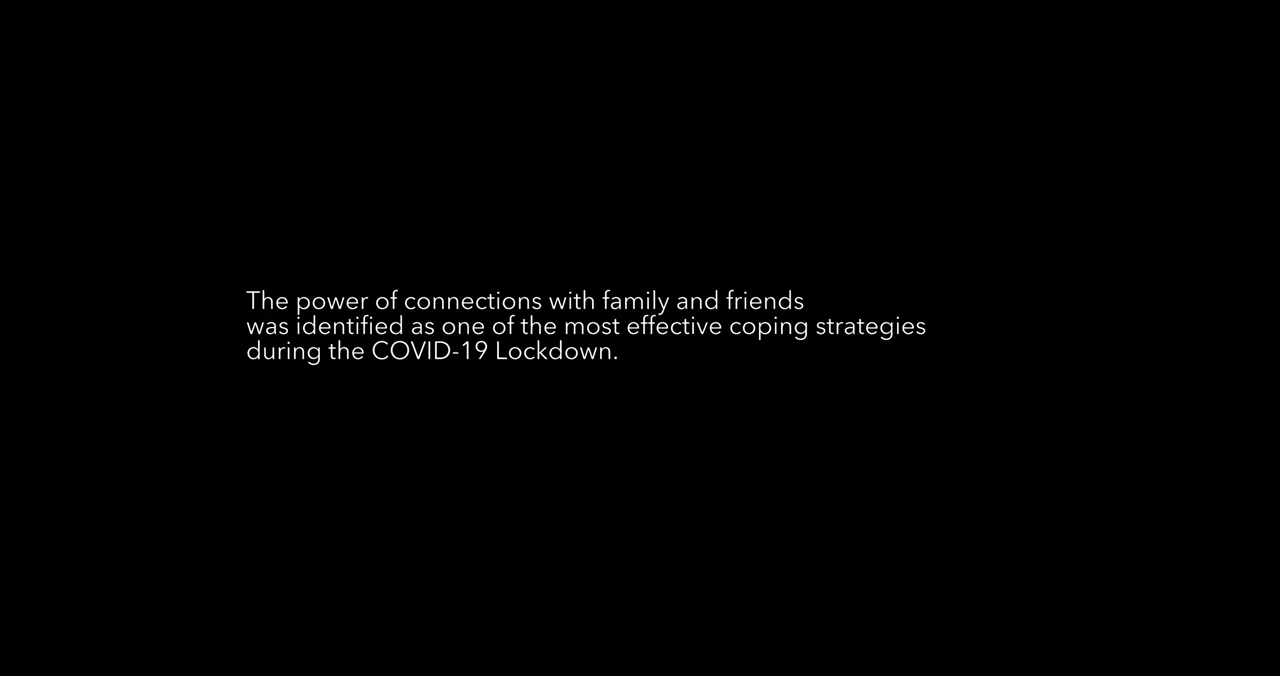 The power of connections with family and friends
was identified as one of the most effective coping strategies
during the COVID-19 Lockdown.